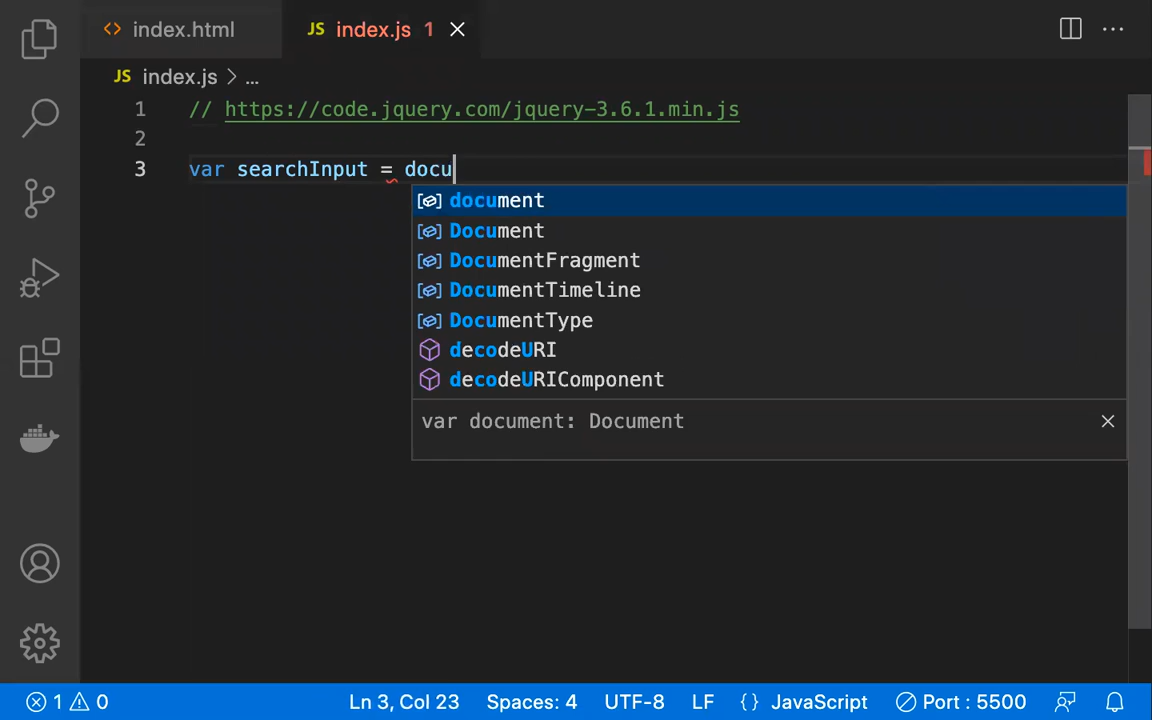 index.html
JS index.js 1
JS index.js > ...
1 // https://code.jquery.com/jquery-3.6.1.min.js
2
3 var searchInput = docu
document
Document
DocumentFragment
DocumentTimeline
DocumentType
decodeURI
decodeURIComponent
var document: Document
1 0 Ln 3, Col 23 Spaces: 4 UTF-8 LF {} JavaScript Port : 5500